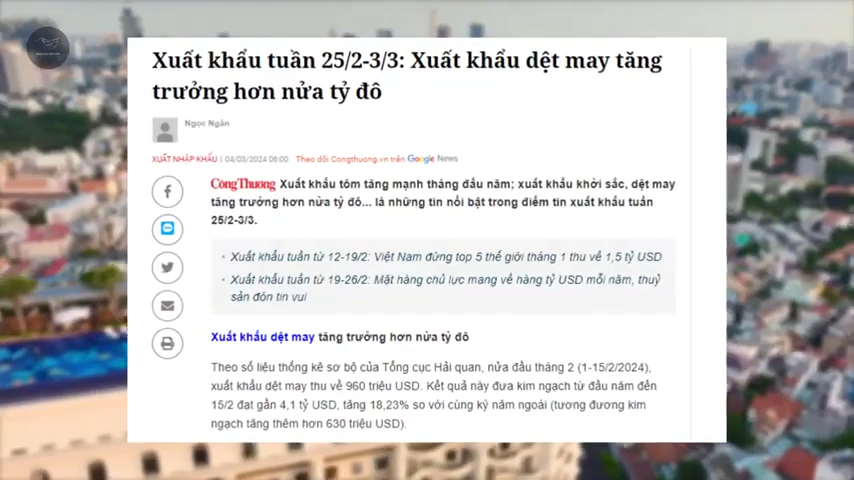 Xuất khẩu tuần 25/2-3/3: Xuất khẩu dệt may tăng
trưởng hơn nửa tỷ đô
Ngọc Ngân
XUẤT NHẬP KHẨU | 04/03/2024 06:00 Theo dõi Congthuong.vn trên Google News
CôngThương Xuất khẩu tôm tăng mạnh tháng đầu năm; xuất khẩu khởi sắc, dệt may
tăng trưởng hơn nửa tỷ đô... là những tin nổi bật trong điểm tin xuất khẩu tuần
25/2-3/3.
• Xuất khẩu tuần từ 12-19/2: Việt Nam đứng top 5 thế giới tháng 1 thu về 1,5 tỷ USD
• Xuất khẩu tuần từ 19-26/2: Mặt hàng chủ lực mang về hàng tỷ USD mỗi năm, thuỷ
sản đón tin vui
Xuất khẩu dệt may tăng trưởng hơn nửa tỷ đô
Theo số liệu thống kê sơ bộ của Tổng cục Hải quan, nửa đầu tháng 2 (1-15/2/2024),
xuất khẩu dệt may thu về 960 triệu USD. Kết quả này đưa kim ngạch từ đầu năm đến
15/2 đạt gần 4,1 tỷ USD, tăng 18,23% so với cùng kỳ năm ngoái (tương đương kim
ngạch tăng thêm hơn 630 triệu USD).